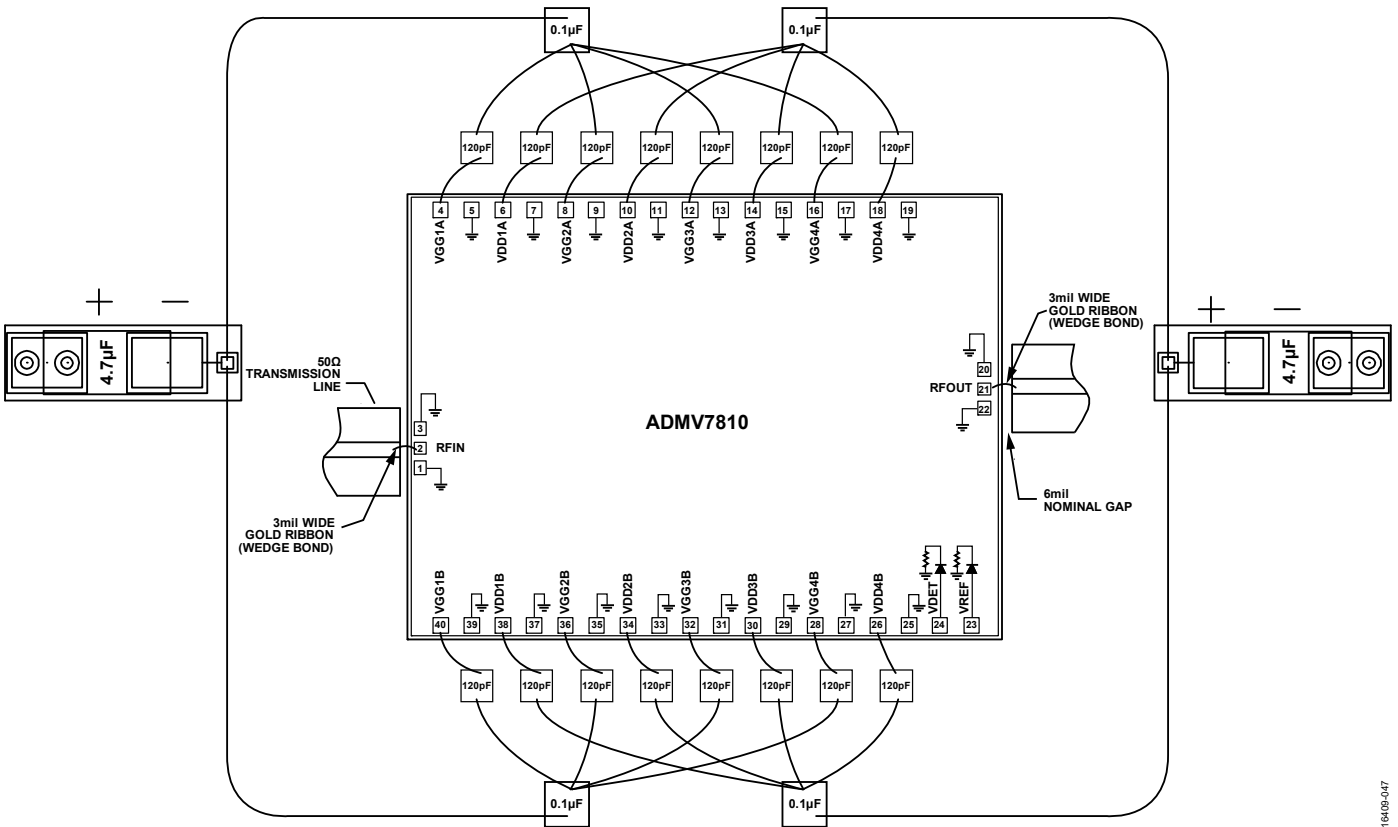 0.1µF
0.1µF
120pF
120pF
120pF
120pF
120pF
120pF
120pF
120pF
4
5
6
7
8
9
10
11
12
13
14
15
16
17
18
19
VGG1A
VDD1A
VGG2A
VDD2A
VGG3A
VDD3A
VGG4A
VDD4A
+
−
4.7µF
50Ω
TRANSMISSION
LINE
3
2
1
RFIN
3mil WIDE
GOLD RIBBON
(WEDGE BOND)
ADMV7810
3mil WIDE
GOLD RIBBON
(WEDGE BOND)
20
RFOUT
21
22
6mil
NOMINAL GAP
+
−
4.7µF
VGG1B
VDD1B
VGG2B
VDD2B
VGG3B
VDD3B
VGG4B
VDD4B
VDET
VREF
40
39
38
37
36
35
34
33
32
31
30
29
28
27
26
25
24
23
120pF
120pF
120pF
120pF
120pF
120pF
120pF
120pF
0.1µF
0.1µF
16409-047